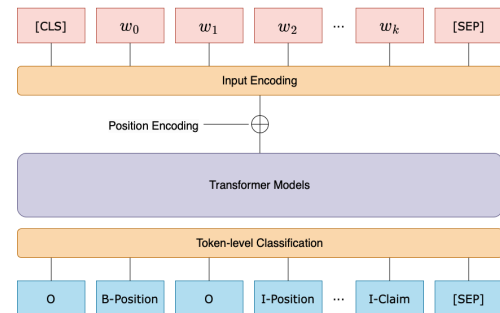 [CLS] w₀ w₁ w₂ ... wₖ [SEP]
Input Encoding
Position Encoding
Transformer Models
Token-level Classification
O B-Position O I-Position ... I-Claim [SEP]